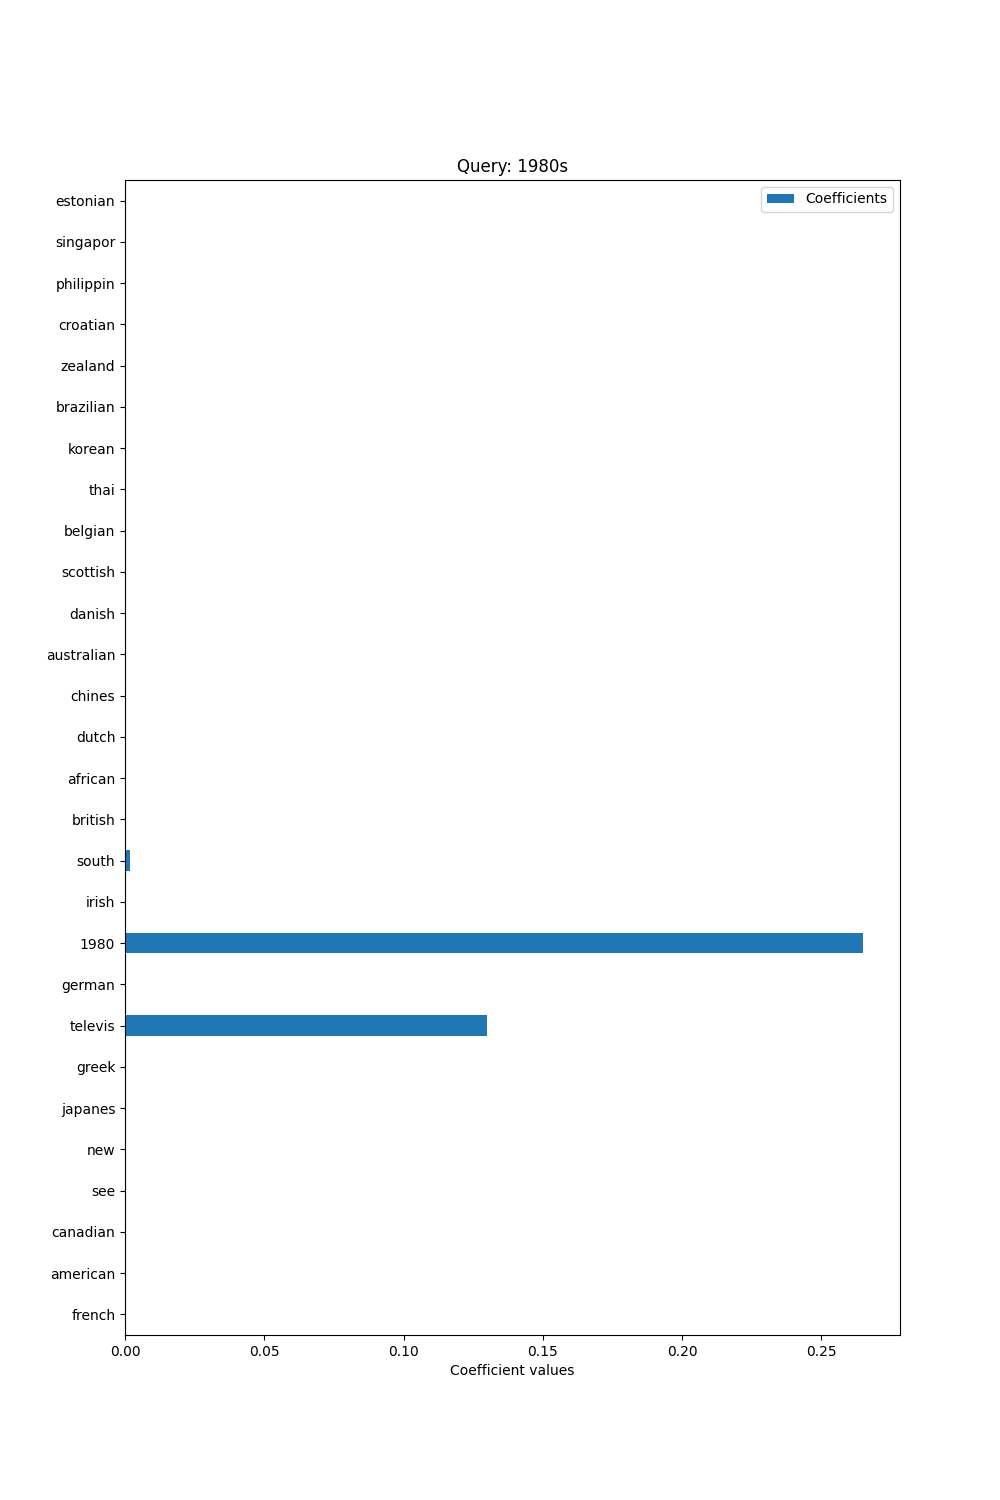 Query: 1980s
Coefficients
estonian
singapor
philippin
croatian
zealand
brazilian
korean
thai
belgian
scottish
danish
australian
chines
dutch
african
british
south
irish
1980
german
televis
greek
japanes
new
see
canadian
american
french
0.00 0.05 0.10 0.15 0.20 0.25
Coefficient values